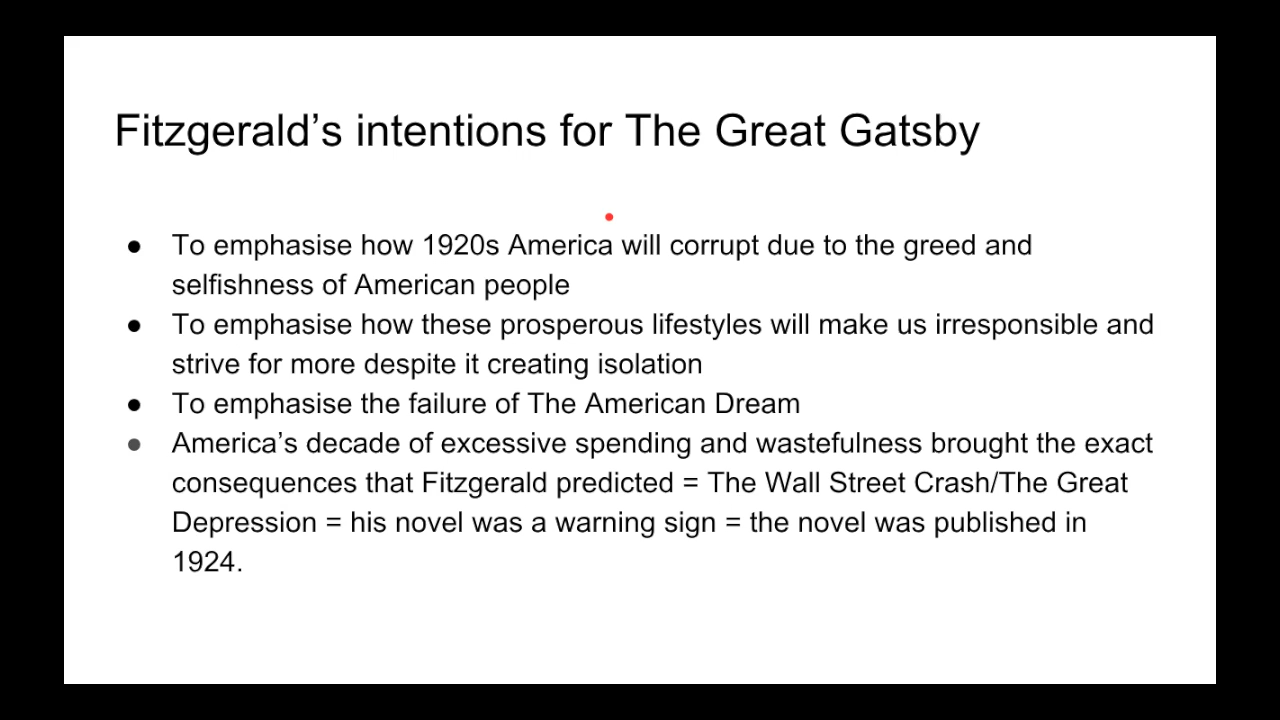 Fitzgerald’s intentions for The Great Gatsby
● To emphasise how 1920s America will corrupt due to the greed and
selfishness of American people
● To emphasise how these prosperous lifestyles will make us irresponsible and
strive for more despite it creating isolation
● To emphasise the failure of The American Dream
● America’s decade of excessive spending and wastefulness brought the exact
consequences that Fitzgerald predicted = The Wall Street Crash/The Great
Depression = his novel was a warning sign = the novel was published in
1924.